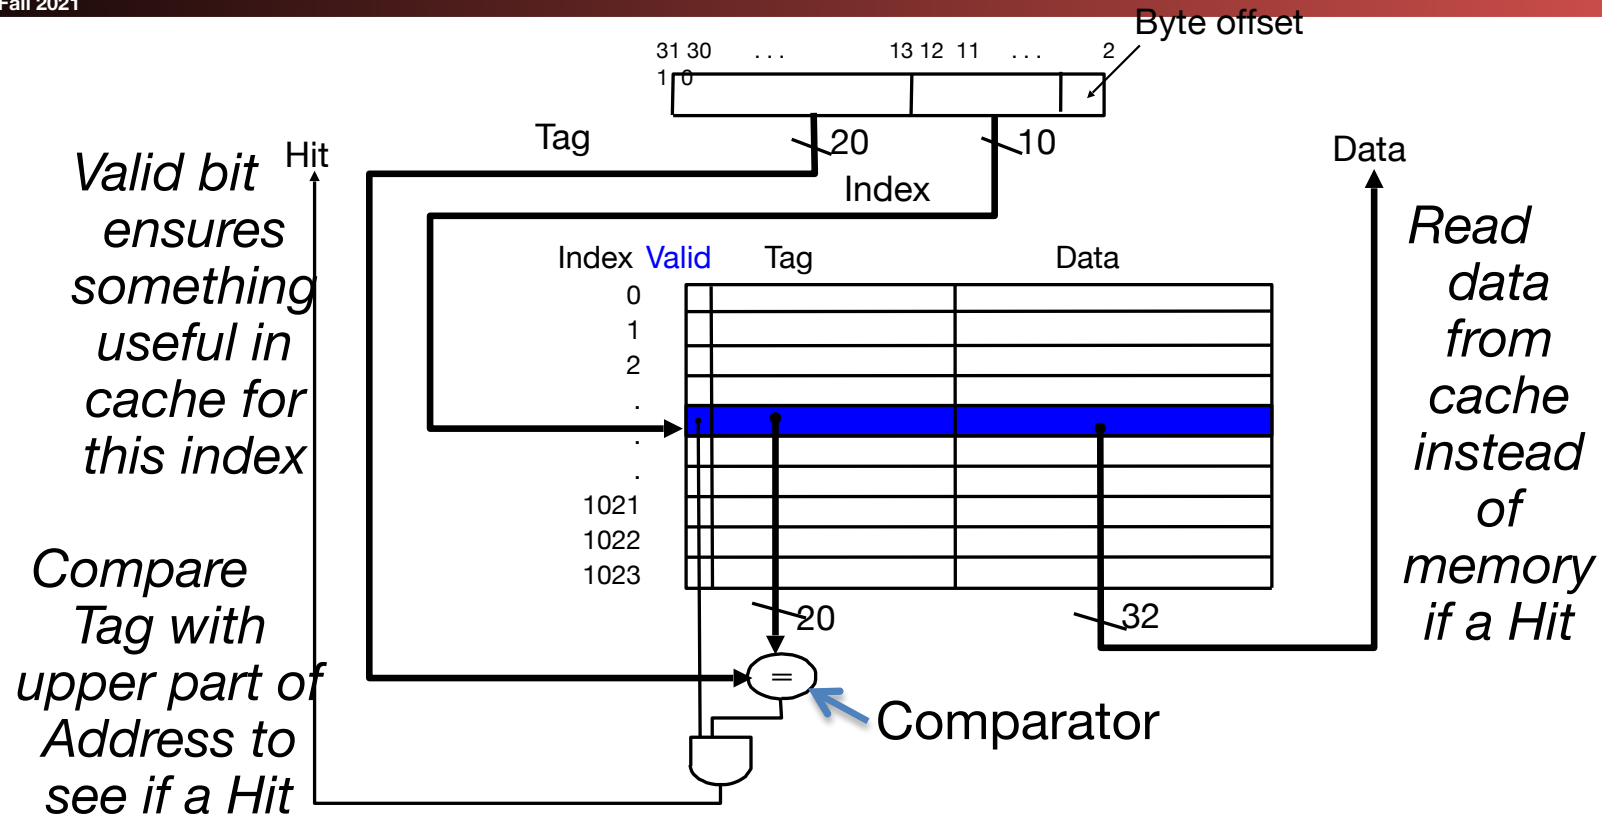 Fall 2021
Byte offset
31 30 . . . 13 12 11 . . . 2
1 0
Tag
20
10
Hit
Data
Index
Valid bit
ensures
something
useful in
cache for
this index
Compare
Tag with
upper part of
Address to
see if a Hit
Index Valid Tag Data
0
1
2
.
.
.
1021
1022
1023
20
32
=
Comparator
Read
data
from
cache
instead
of
memory
if a Hit